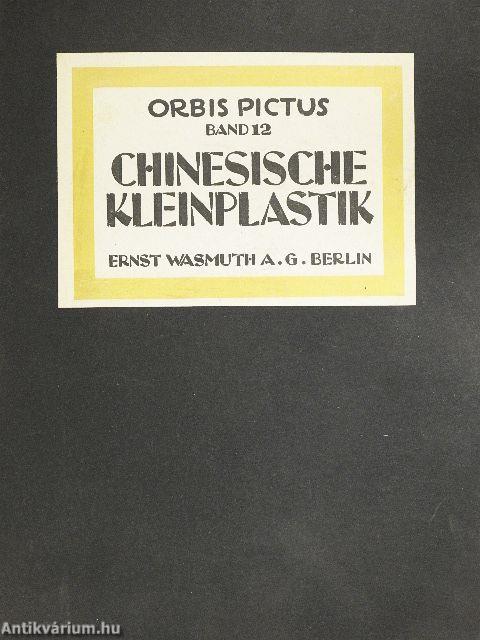 ORBIS PICTUS
BAND 12
CHINESISCHE
KLEINPLASTIK
ERNST WASMUTH A. G. BERLIN
Antikvárium.hu